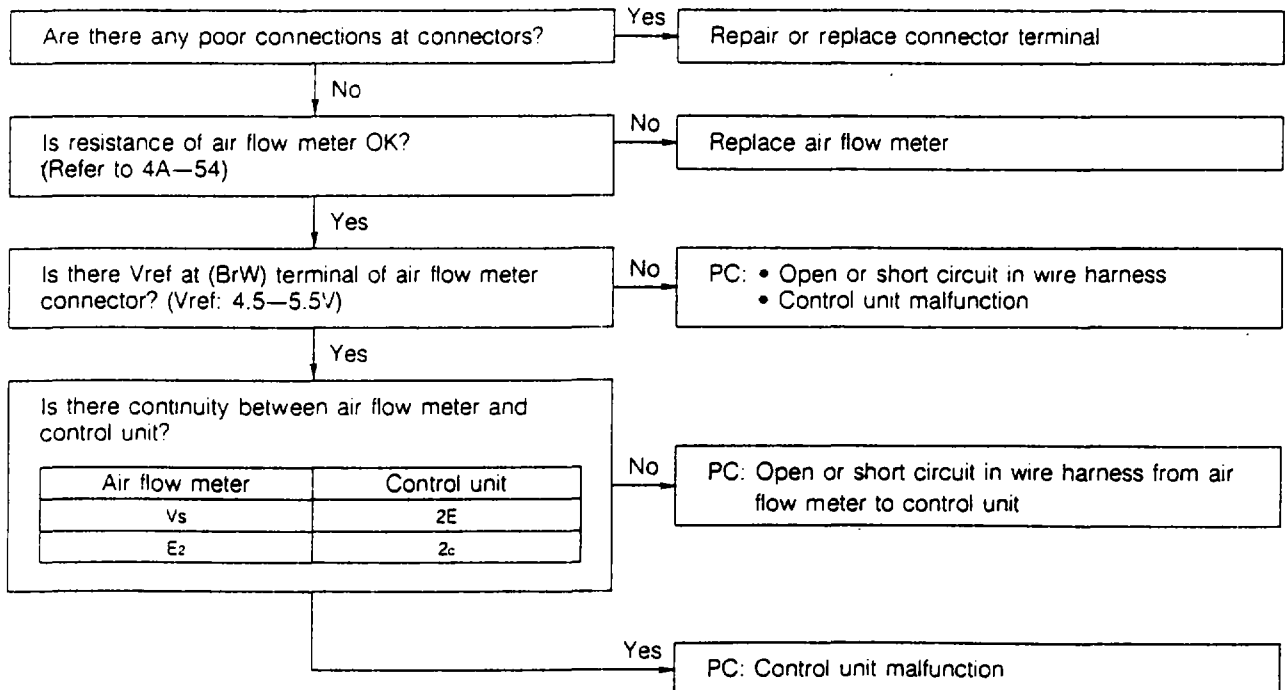 Are there any poor connections at connectors?
Yes
Repair or replace connector terminal
No
Is resistance of air flow meter OK?
(Refer to 4A—54)
No
Replace air flow meter
Yes
Is there Vref at (BrW) terminal of air flow meter
connector? (Vref: 4.5—5.5V)
No
PC: • Open or short circuit in wire harness
• Control unit malfunction
Yes
Is there continuity between air flow meter and
control unit?
Air flow meter Control unit
Vs 2E
E2 2c
No
PC: Open or short circuit in wire harness from air
flow meter to control unit
Yes
PC: Control unit malfunction